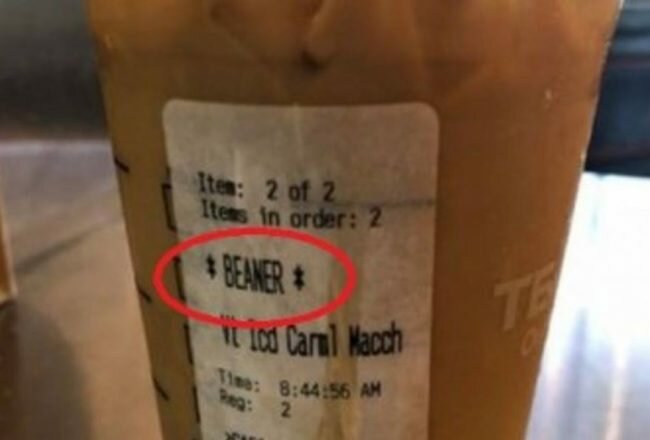 Item: 2 of 2
Items in order: 2
* BEANER *
Vt Icd Carml Macch
Time: 8:44:56 AM
Reg: 2
TE